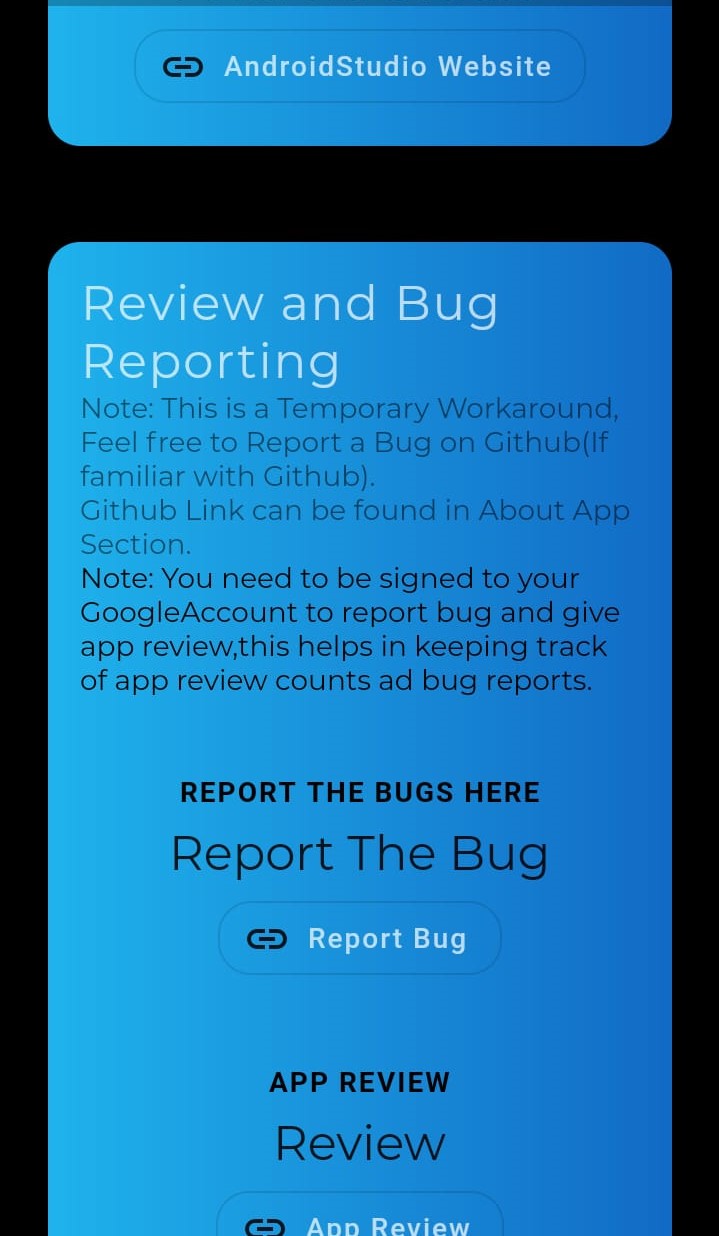 AndroidStudio Website
Review and Bug
Reporting
Note: This is a Temporary Workaround,
Feel free to Report a Bug on Github(If
familiar with Github).
Github Link can be found in About App
Section.
Note: You need to be signed to your
GoogleAccount to report bug and give
app review,this helps in keeping track
of app review counts ad bug reports.
REPORT THE BUGS HERE
Report The Bug
Report Bug
APP REVIEW
Review
App Review